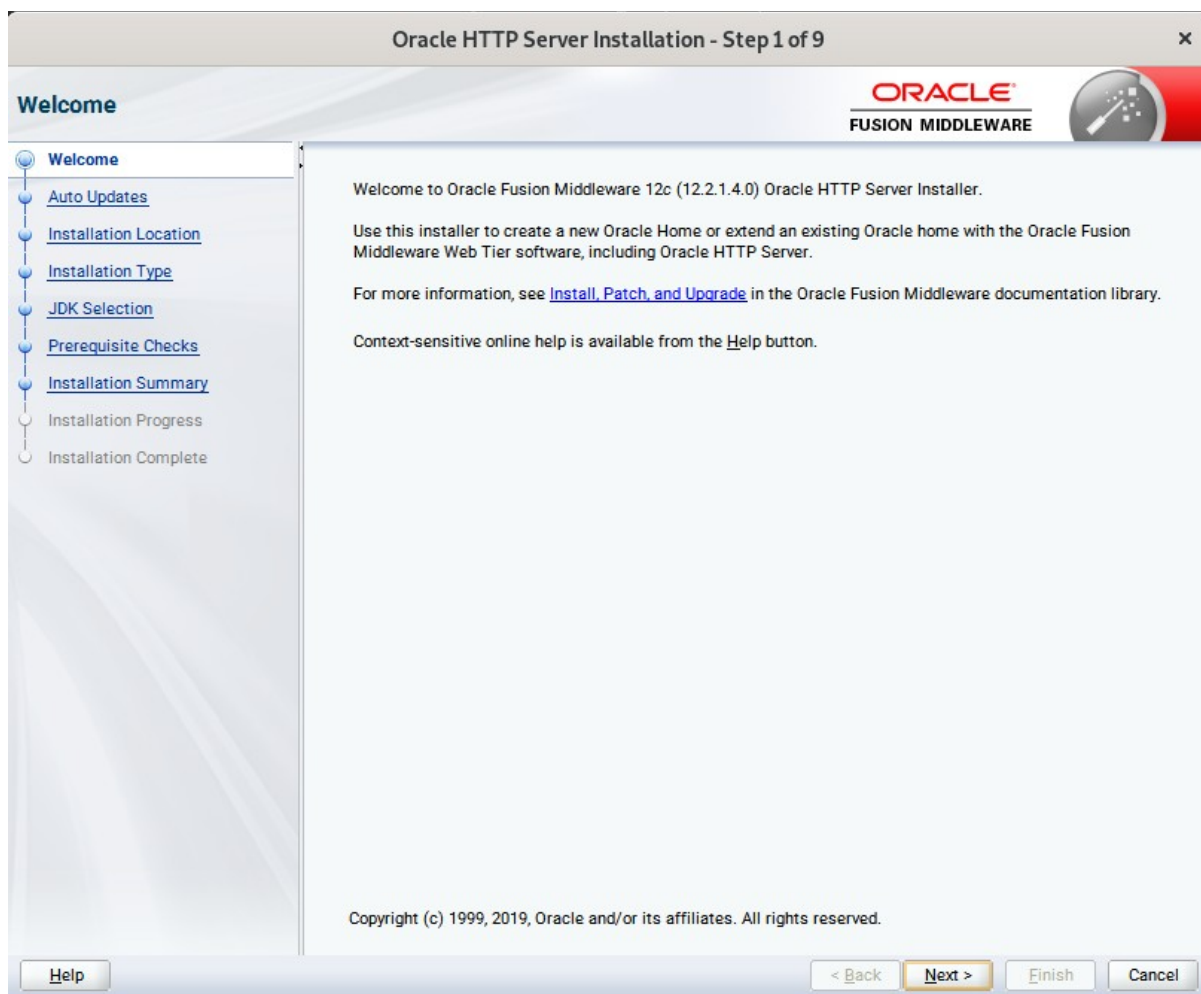 Oracle HTTP Server Installation - Step 1 of 9
Welcome
ORACLE
FUSION MIDDLEWARE
Welcome
Auto Updates
Installation Location
Installation Type
JDK Selection
Prerequisite Checks
Installation Summary
Installation Progress
Installation Complete
Welcome to Oracle Fusion Middleware 12c (12.2.1.4.0) Oracle HTTP Server Installer.
Use this installer to create a new Oracle Home or extend an existing Oracle home with the Oracle Fusion
Middleware Web Tier software, including Oracle HTTP Server.
For more information, see Install, Patch, and Upgrade in the Oracle Fusion Middleware documentation library.
Context-sensitive online help is available from the Help button.
Copyright (c) 1999, 2019, Oracle and/or its affiliates. All rights reserved.
Help
< Back
Next >
Finish
Cancel